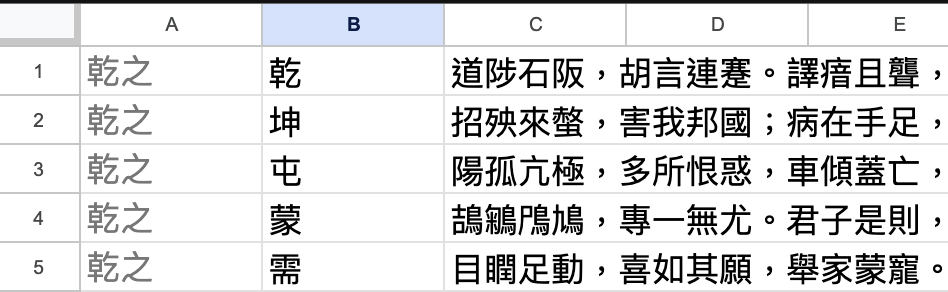 A B C D E
1 乾之 乾 道陟石阪，胡言連蹇。譯瘖且聾，
2 乾之 坤 招殃來螫，害我邦國；病在手足，
3 乾之 屯 陽孤亢極，多所恨惑，車傾蓋亡，
4 乾之 蒙 鵠鵴鳲鳩，專一無尤。君子是則，
5 乾之 需 目瞤足動，喜如其願，舉家蒙寵。